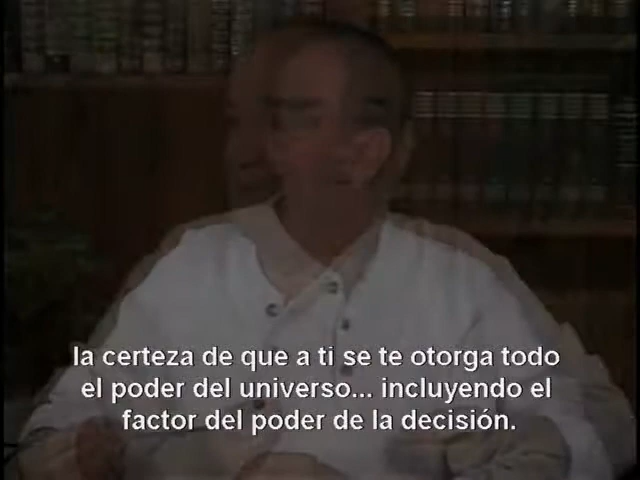 la certeza de que a ti se te otorga todo
el poder del universo... incluyendo el
factor del poder de la decisión.